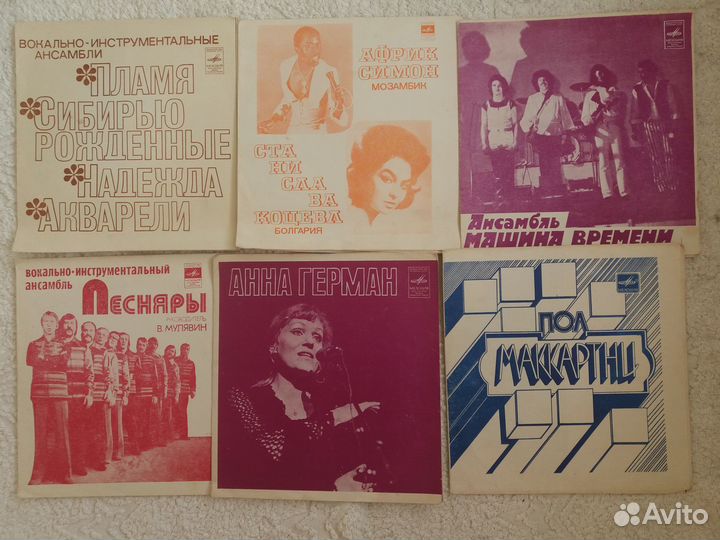 ВОКАЛЬНО-ИНСТРУМЕНТАЛЬНЫЕ
АНСАМБЛИ
ПЛАМЯ
СИБИРЬЮ
РОЖДЕННЫЕ
НАДЕЖДА
АКВАРЕЛИ
АФРИК
СИМОН
МОЗАМБИК
СТА
НИ
СЛА
ВА
КОЦЕВА
БОЛГАРИЯ
Ансамбль
МАШИНА ВРЕМЕНИ
вокально-инструментальный
ансамбль
ПЕСНЯРЫ
РУКОВОДИТЕЛЬ
В. МУЛЯВИН
АННА ГЕРМАН
ПОЛ
МАККАРТНИ
Avito